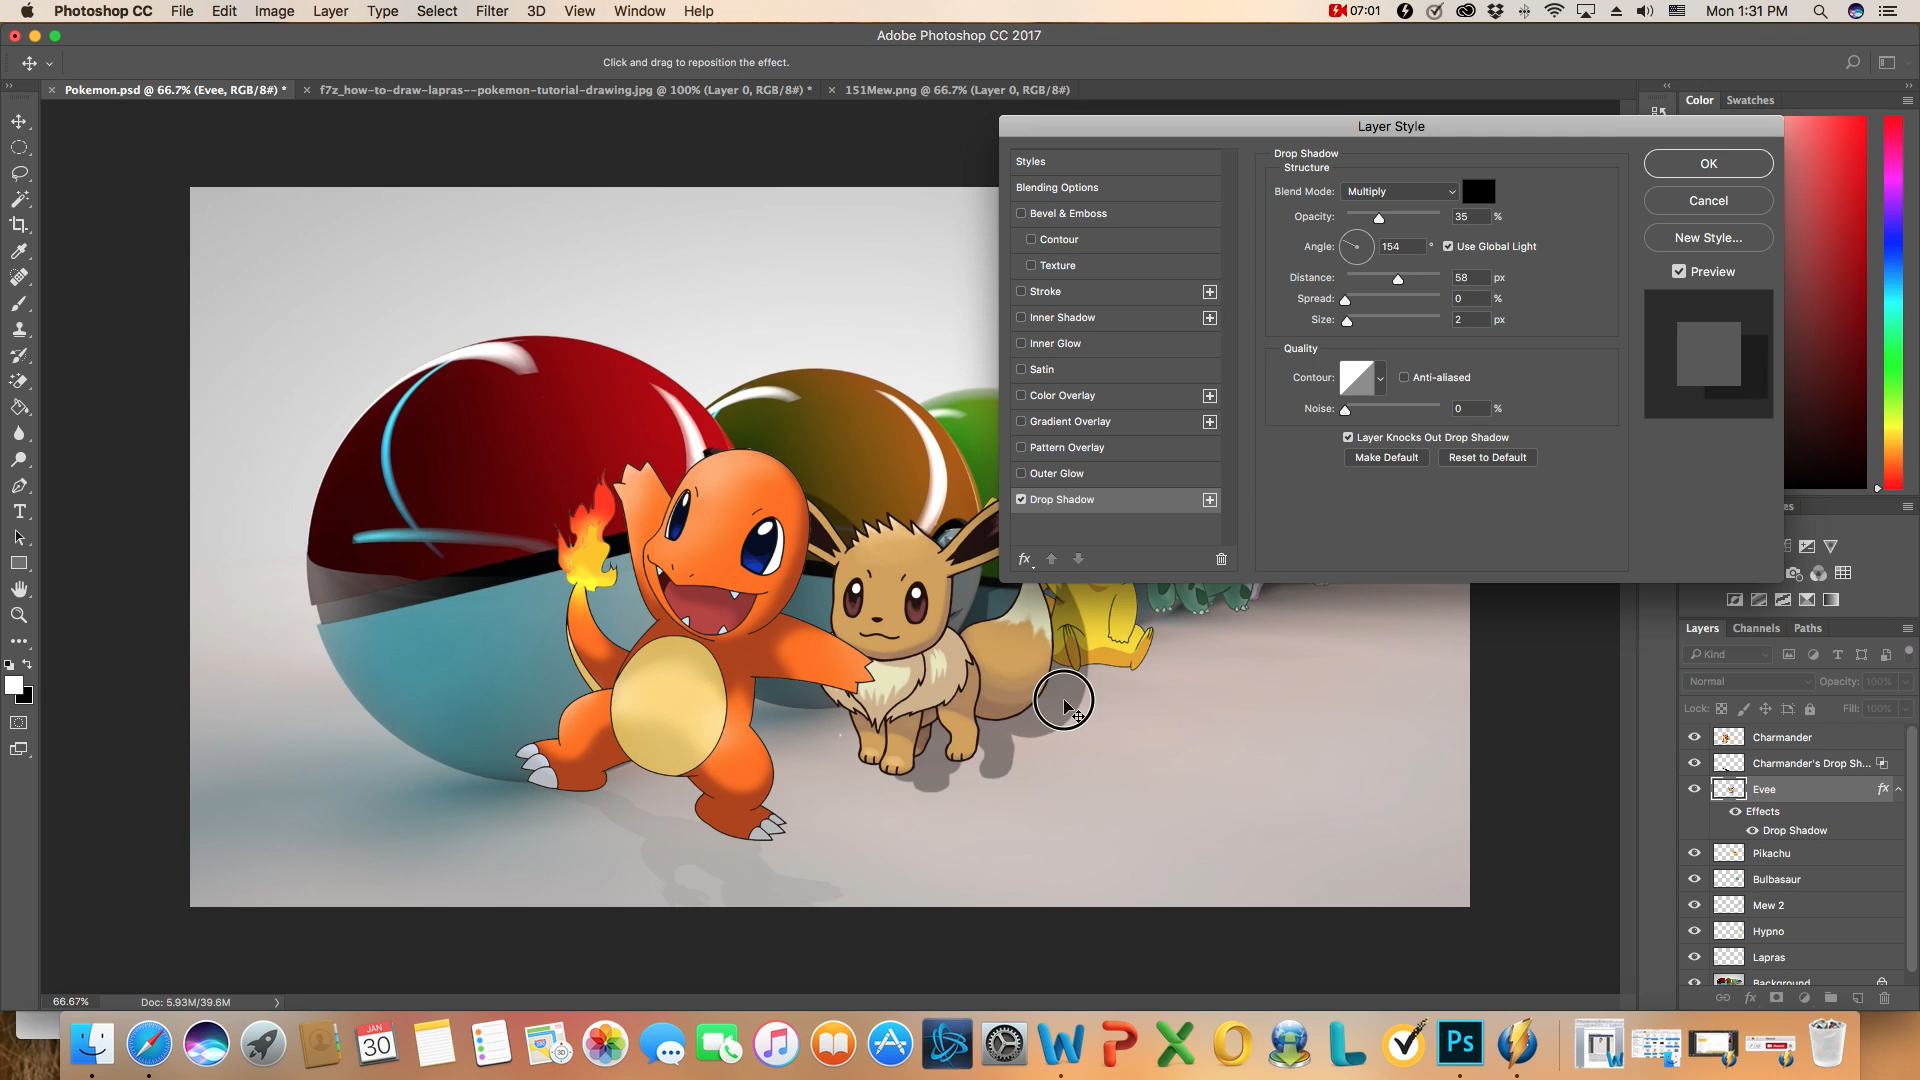 Photoshop CC File Edit Image Layer Type Select Filter 3D View Window Help 07:01 Mon 1:31 PM
Adobe Photoshop CC 2017
Click and drag to reposition the effect.
Pokemon.psd @ 66.7% (Evee, RGB/8#) * f7z_how-to-draw-lapras--pokemon-tutorial-drawing.jpg @ 100% (Layer 0, RGB/8#) * 151Mew.png @ 66.7% (Layer 0, RGB/8#)
Color Swatches
Layer Style
Styles
Blending Options
Bevel & Emboss
Contour
Texture
Stroke
Inner Shadow
Inner Glow
Satin
Color Overlay
Gradient Overlay
Pattern Overlay
Outer Glow
Drop Shadow
fx
Drop Shadow
Structure
Blend Mode: Multiply
Opacity: 35 %
Angle: 154 ° Use Global Light
Distance: 58 px
Spread: 0 %
Size: 2 px
Quality
Contour: Anti-aliased
Noise: 0 %
Layer Knocks Out Drop Shadow
Make Default Reset to Default
OK
Cancel
New Style...
Preview
Layers Channels Paths
Kind
Normal Opacity: 100%
Lock: Fill: 100%
Charmander
Charmander's Drop Sh...
Evee fx
Effects
Drop Shadow
Pikachu
Bulbasaur
Mew 2
Hypno
Lapras
Background
fx
66.67% Doc: 5.93M/39.6M
JAN
30
3D
W P X O L Ps